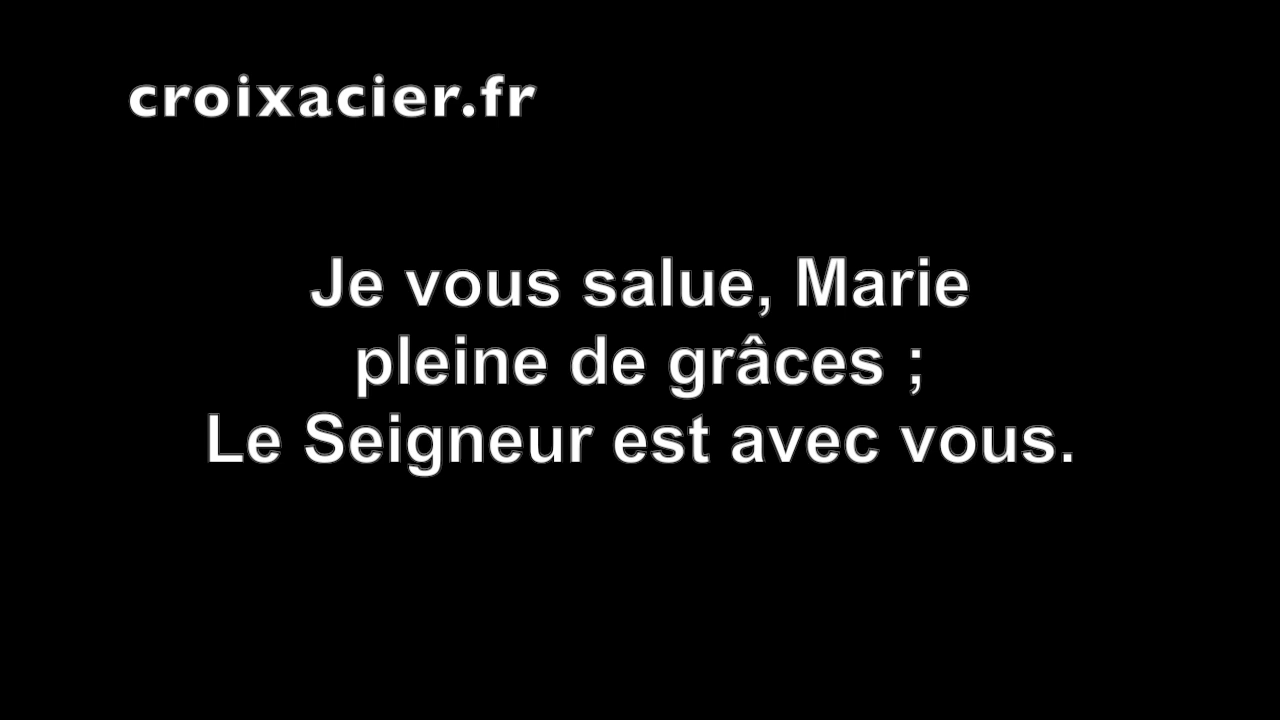 croixacier.fr
Je vous salue, Marie
pleine de grâces ;
Le Seigneur est avec vous.